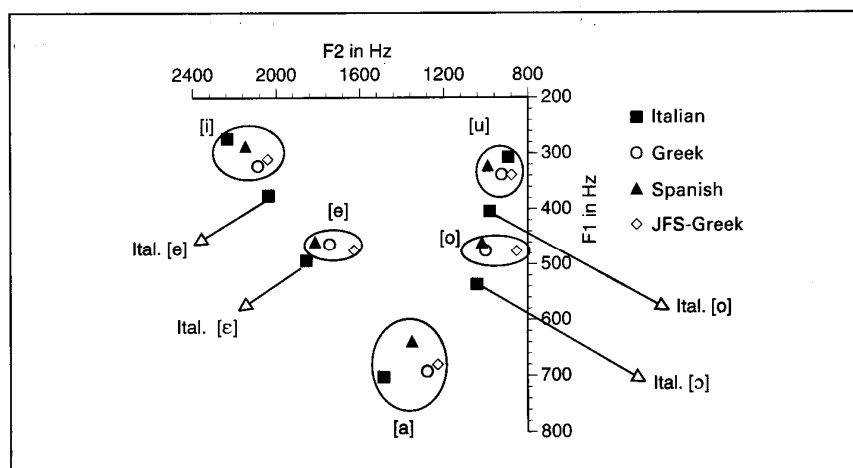 F2 in Hz
2400 2000 1600 1200 800
200
300
400
500
600
700
800
F1 in Hz
[i]
[u]
[e]
[o]
[a]
Ital. [e]
Ital. [ɛ]
Ital. [o]
Ital. [ɔ]
Italian
Greek
Spanish
JFS-Greek